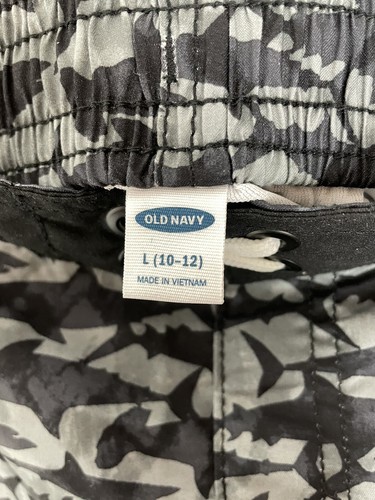 OLD NAVY
L (10-12)
MADE IN VIETNAM